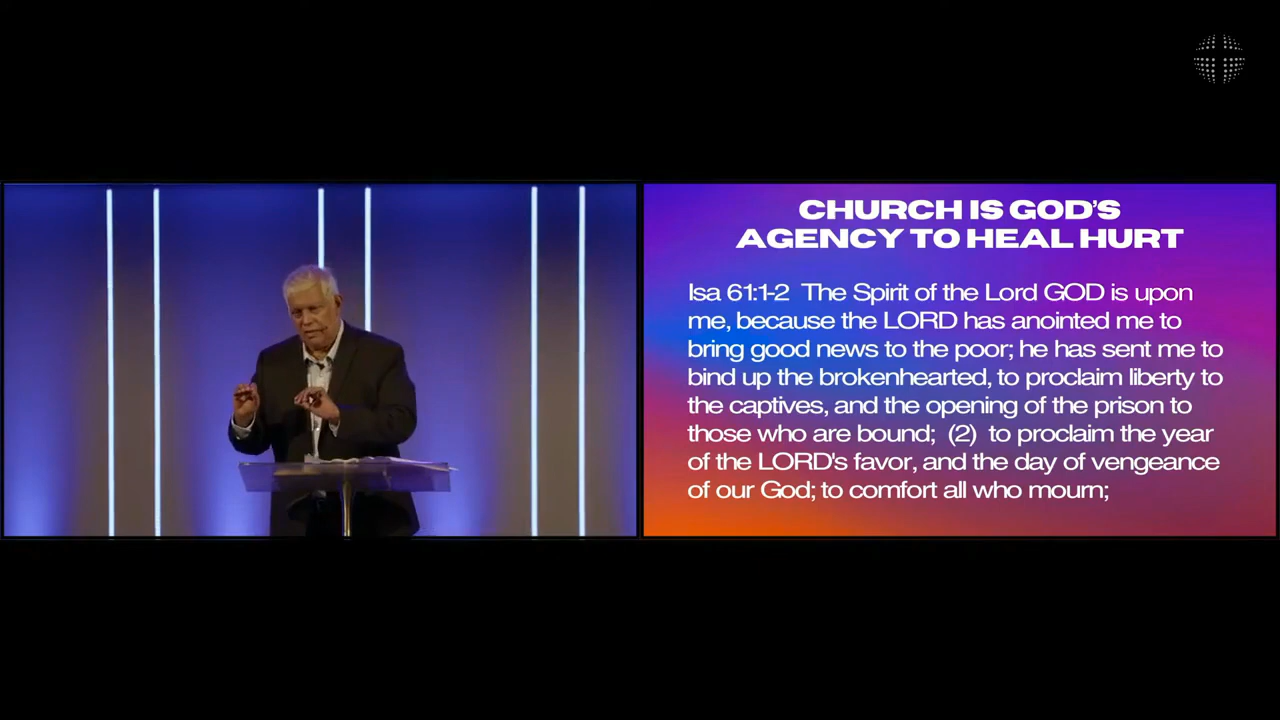 CHURCH IS GOD'S
AGENCY TO HEAL HURT
Isa 61:1-2  The Spirit of the Lord GOD is upon
me, because the LORD has anointed me to
bring good news to the poor; he has sent me to
bind up the brokenhearted, to proclaim liberty to
the captives, and the opening of the prison to
those who are bound;  (2)  to proclaim the year
of the LORD's favor, and the day of vengeance
of our God; to comfort all who mourn;